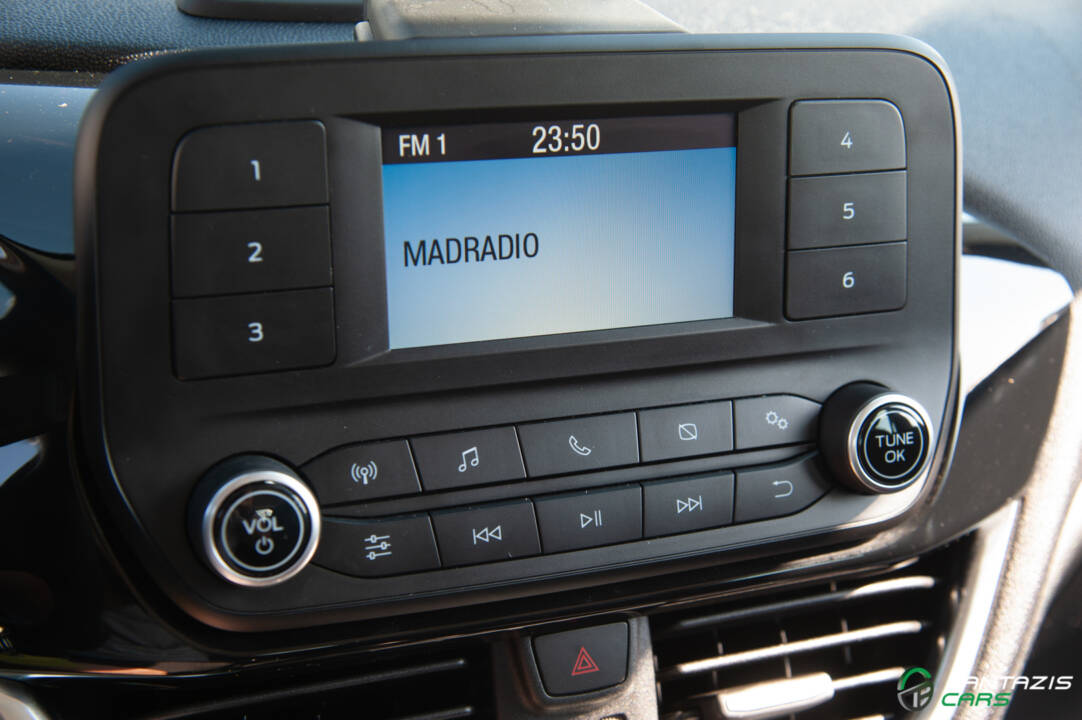 FM 1 23:50
MADRADIO
1
2
3
4
5
6
VOL
TUNE
OK
CARS